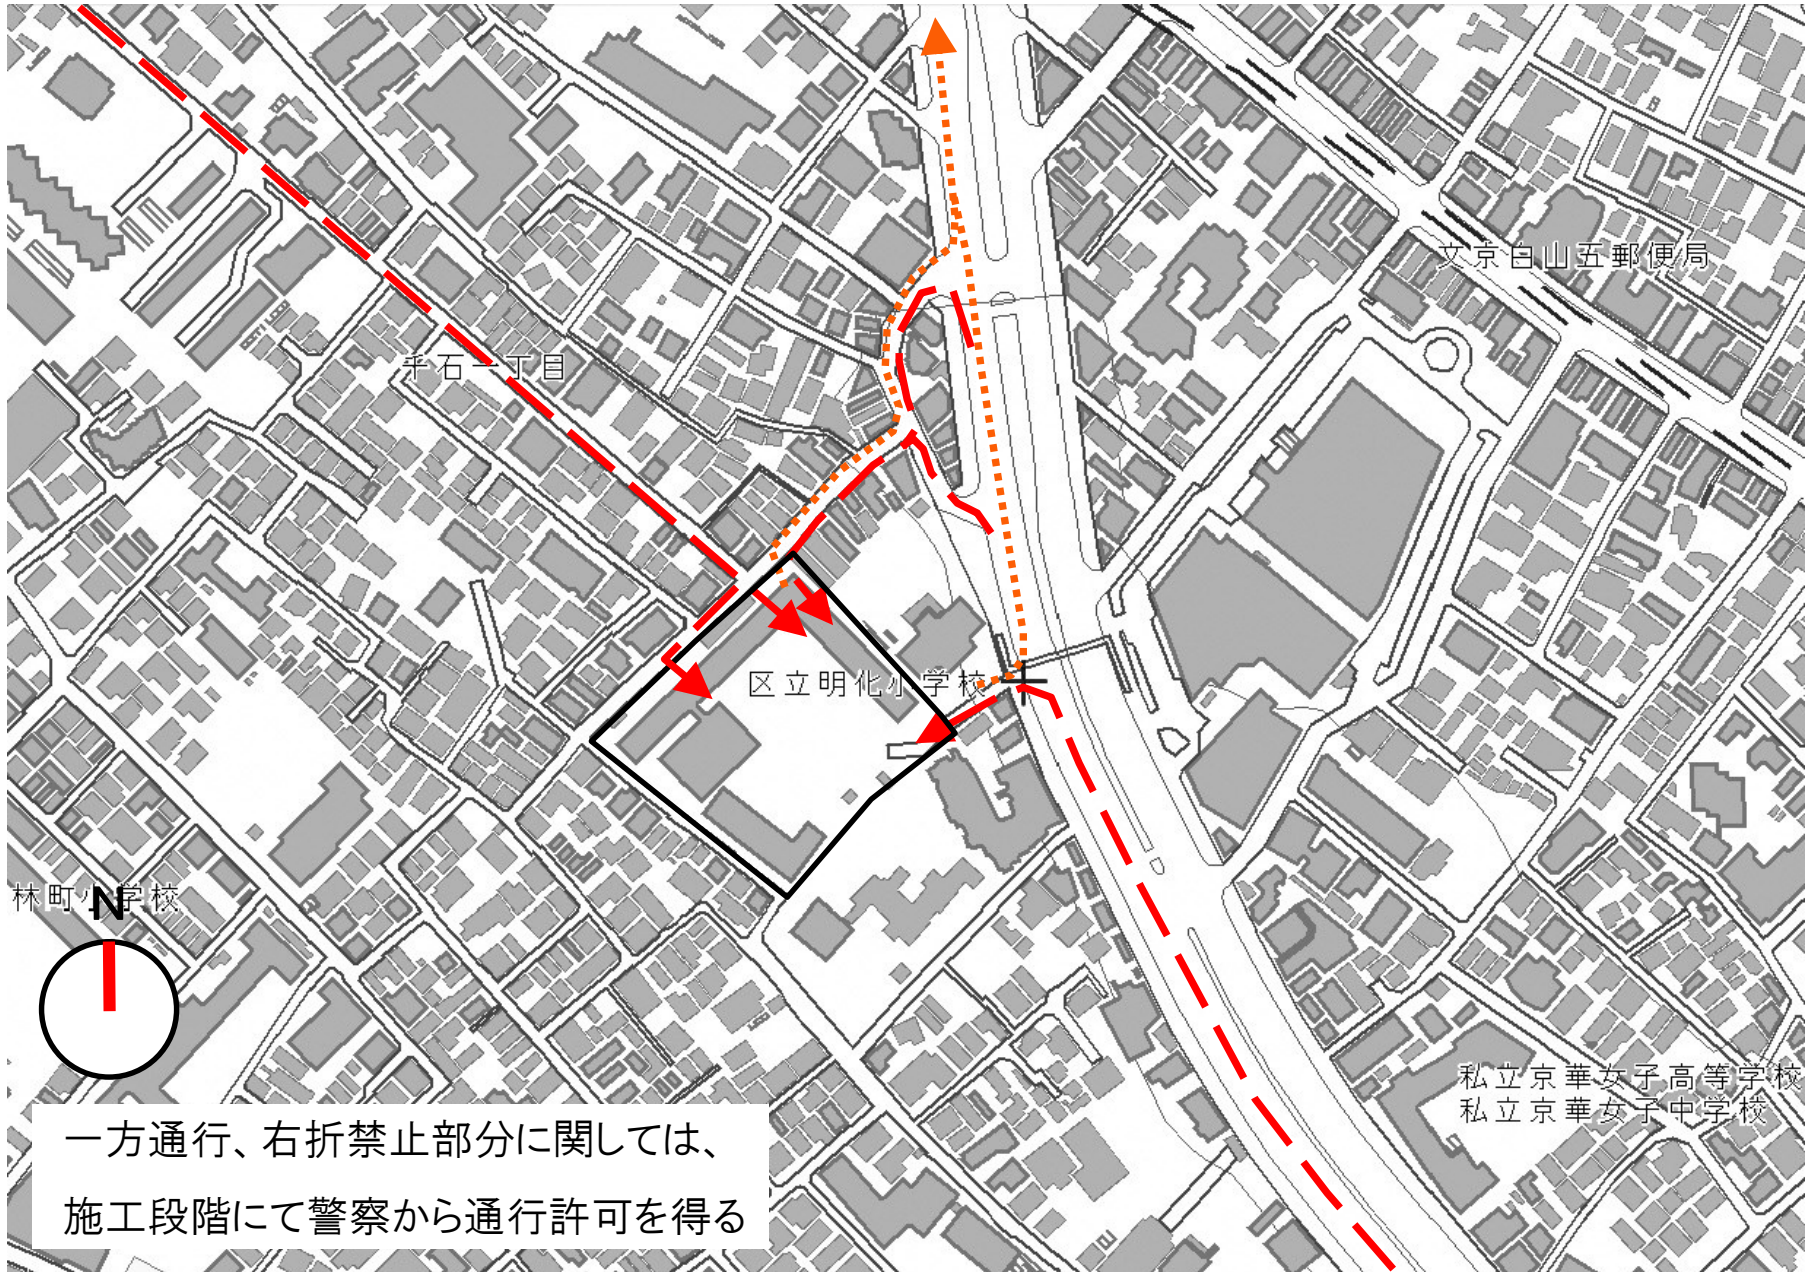 文京白山五郵便局
千石一丁目
区立明化小学校
林町小学校
N
私立京華女子高等学校
私立京華女子中学校
一方通行、右折禁止部分に関しては、
施工段階にて警察から通行許可を得る